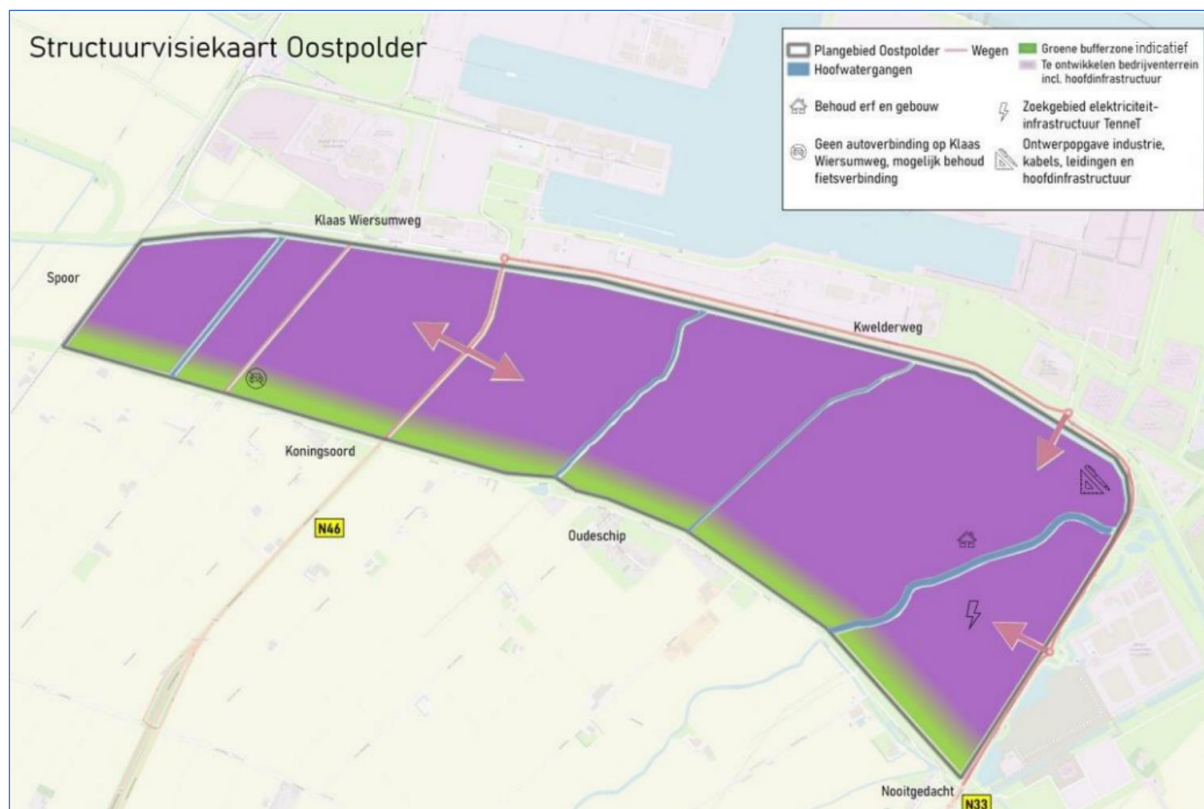 Structuurvisiekaart Oostpolder
Plangebied Oostpolder
Wegen
Groene bufferzone indicatief
Hoofwatergangen
Te ontwikkelen bedrijventerrein
incl. hoofdinfrastructuur
Behoud erf en gebouw
Zoekgebied elektriciteit-
infrastructuur TenneT
Geen autoverbinding op Klaas
Wiersumweg, mogelijk behoud
fietsverbinding
Ontwerpopgave industrie,
kabels, leidingen en
hoofdinfrastructuur
Klaas Wiersumweg
Spoor
Kwelderweg
Koningsoord
N46
Oudeschip
Nooitgedacht
N33